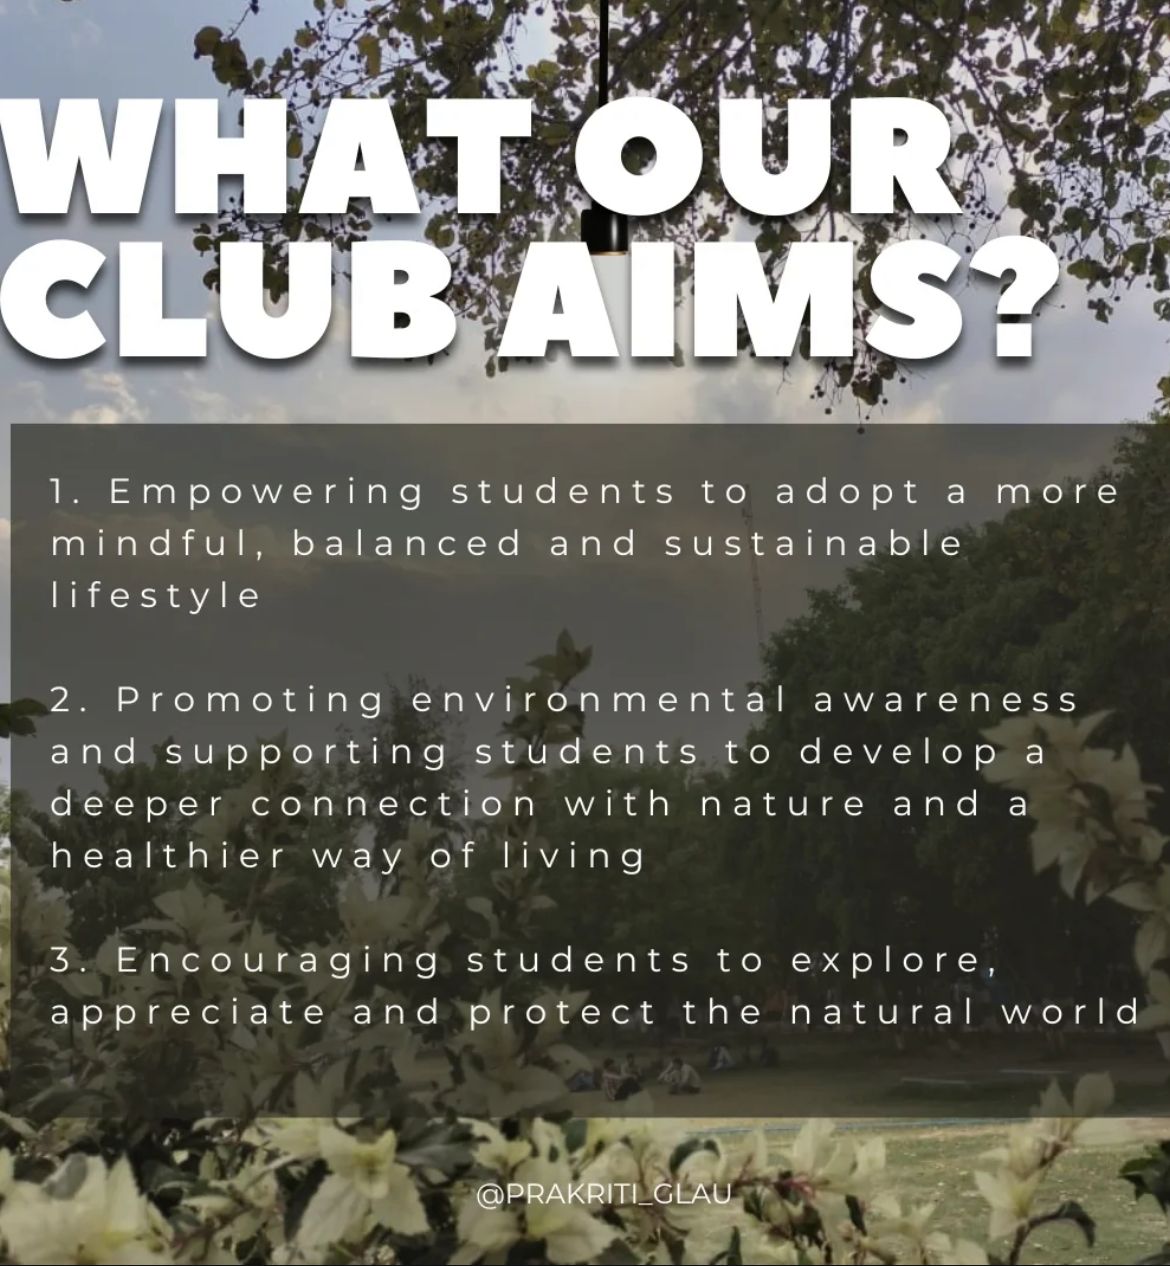 WHAT OUR
CLUB AIMS?
1. Empowering students to adopt a more
mindful, balanced and sustainable
lifestyle
2. Promoting environmental awareness
and supporting students to develop a
deeper connection with nature and a
healthier way of living
3. Encouraging students to explore,
appreciate and protect the natural world
@PRAKRITI_GLAU